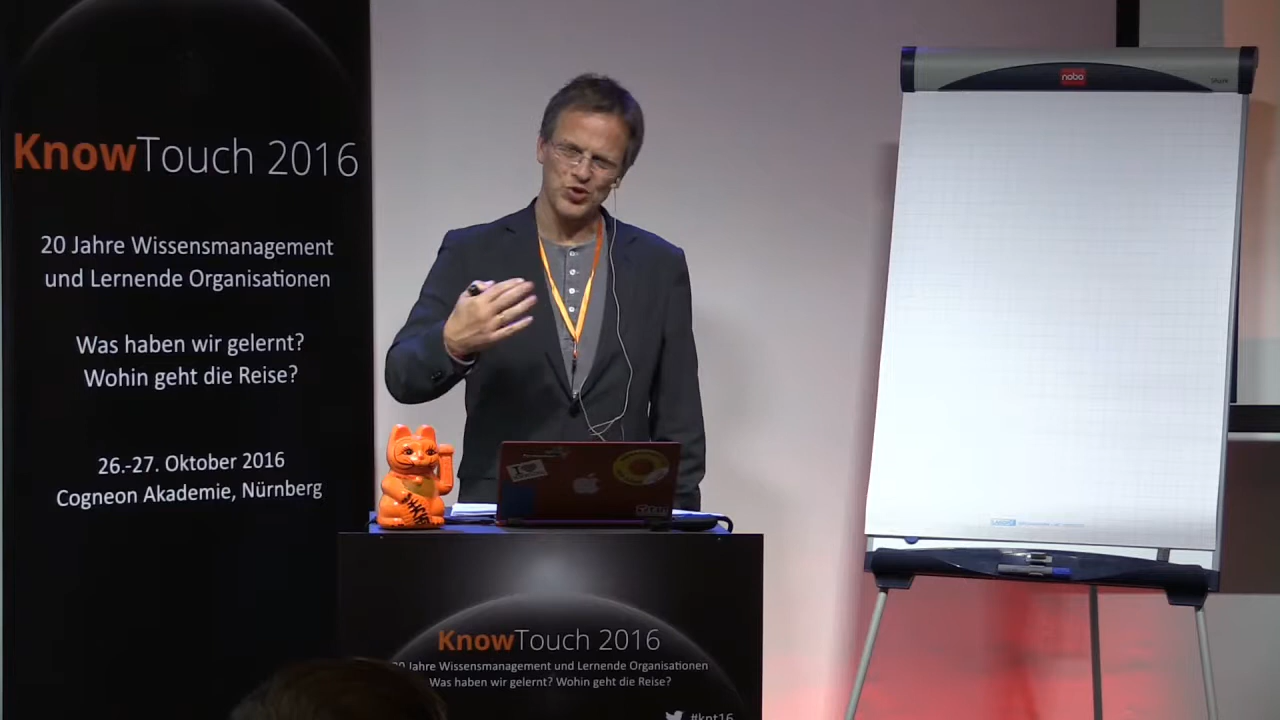 KnowTouch 2016
20 Jahre Wissensmanagement
und Lernende Organisationen
Was haben wir gelernt?
Wohin geht die Reise?
26.-27. Oktober 2016
Cogneon Akademie, Nürnberg
nobo
Shark
KnowTouch 2016
20 Jahre Wissensmanagement und Lernende Organisationen
Was haben wir gelernt? Wohin geht die Reise?
#knt16